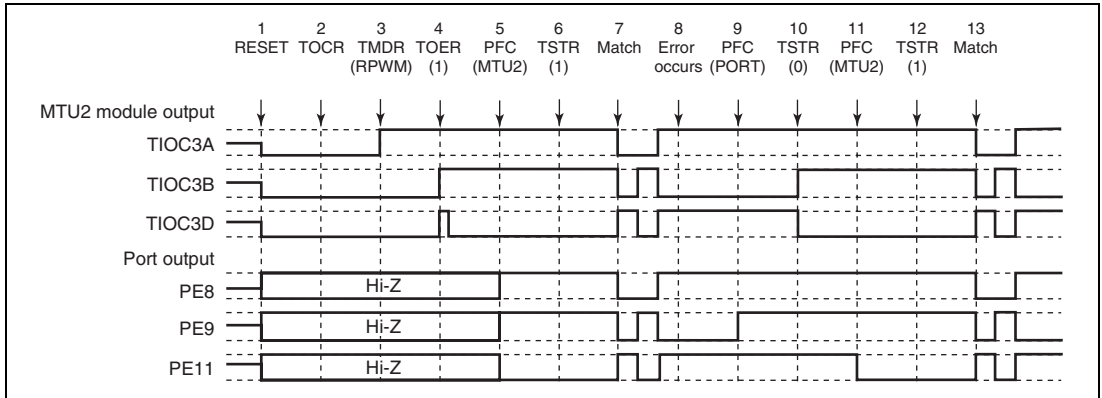 1 2 3 4 5 6 7 8 9 10 11 12 13
RESET TOCR TMDR TOER PFC TSTR Match Error PFC TSTR PFC TSTR Match
(RPWM) (1) (MTU2) (1) occurs (PORT) (0) (MTU2) (1)
MTU2 module output
TIOC3A
TIOC3B
TIOC3D
Port output
PE8 Hi-Z
PE9 Hi-Z
PE11 Hi-Z